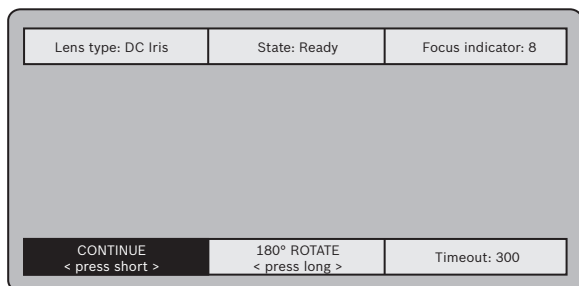 Lens type: DC Iris
State: Ready
Focus indicator: 8
CONTINUE
< press short >
180° ROTATE
< press long >
Timeout: 300